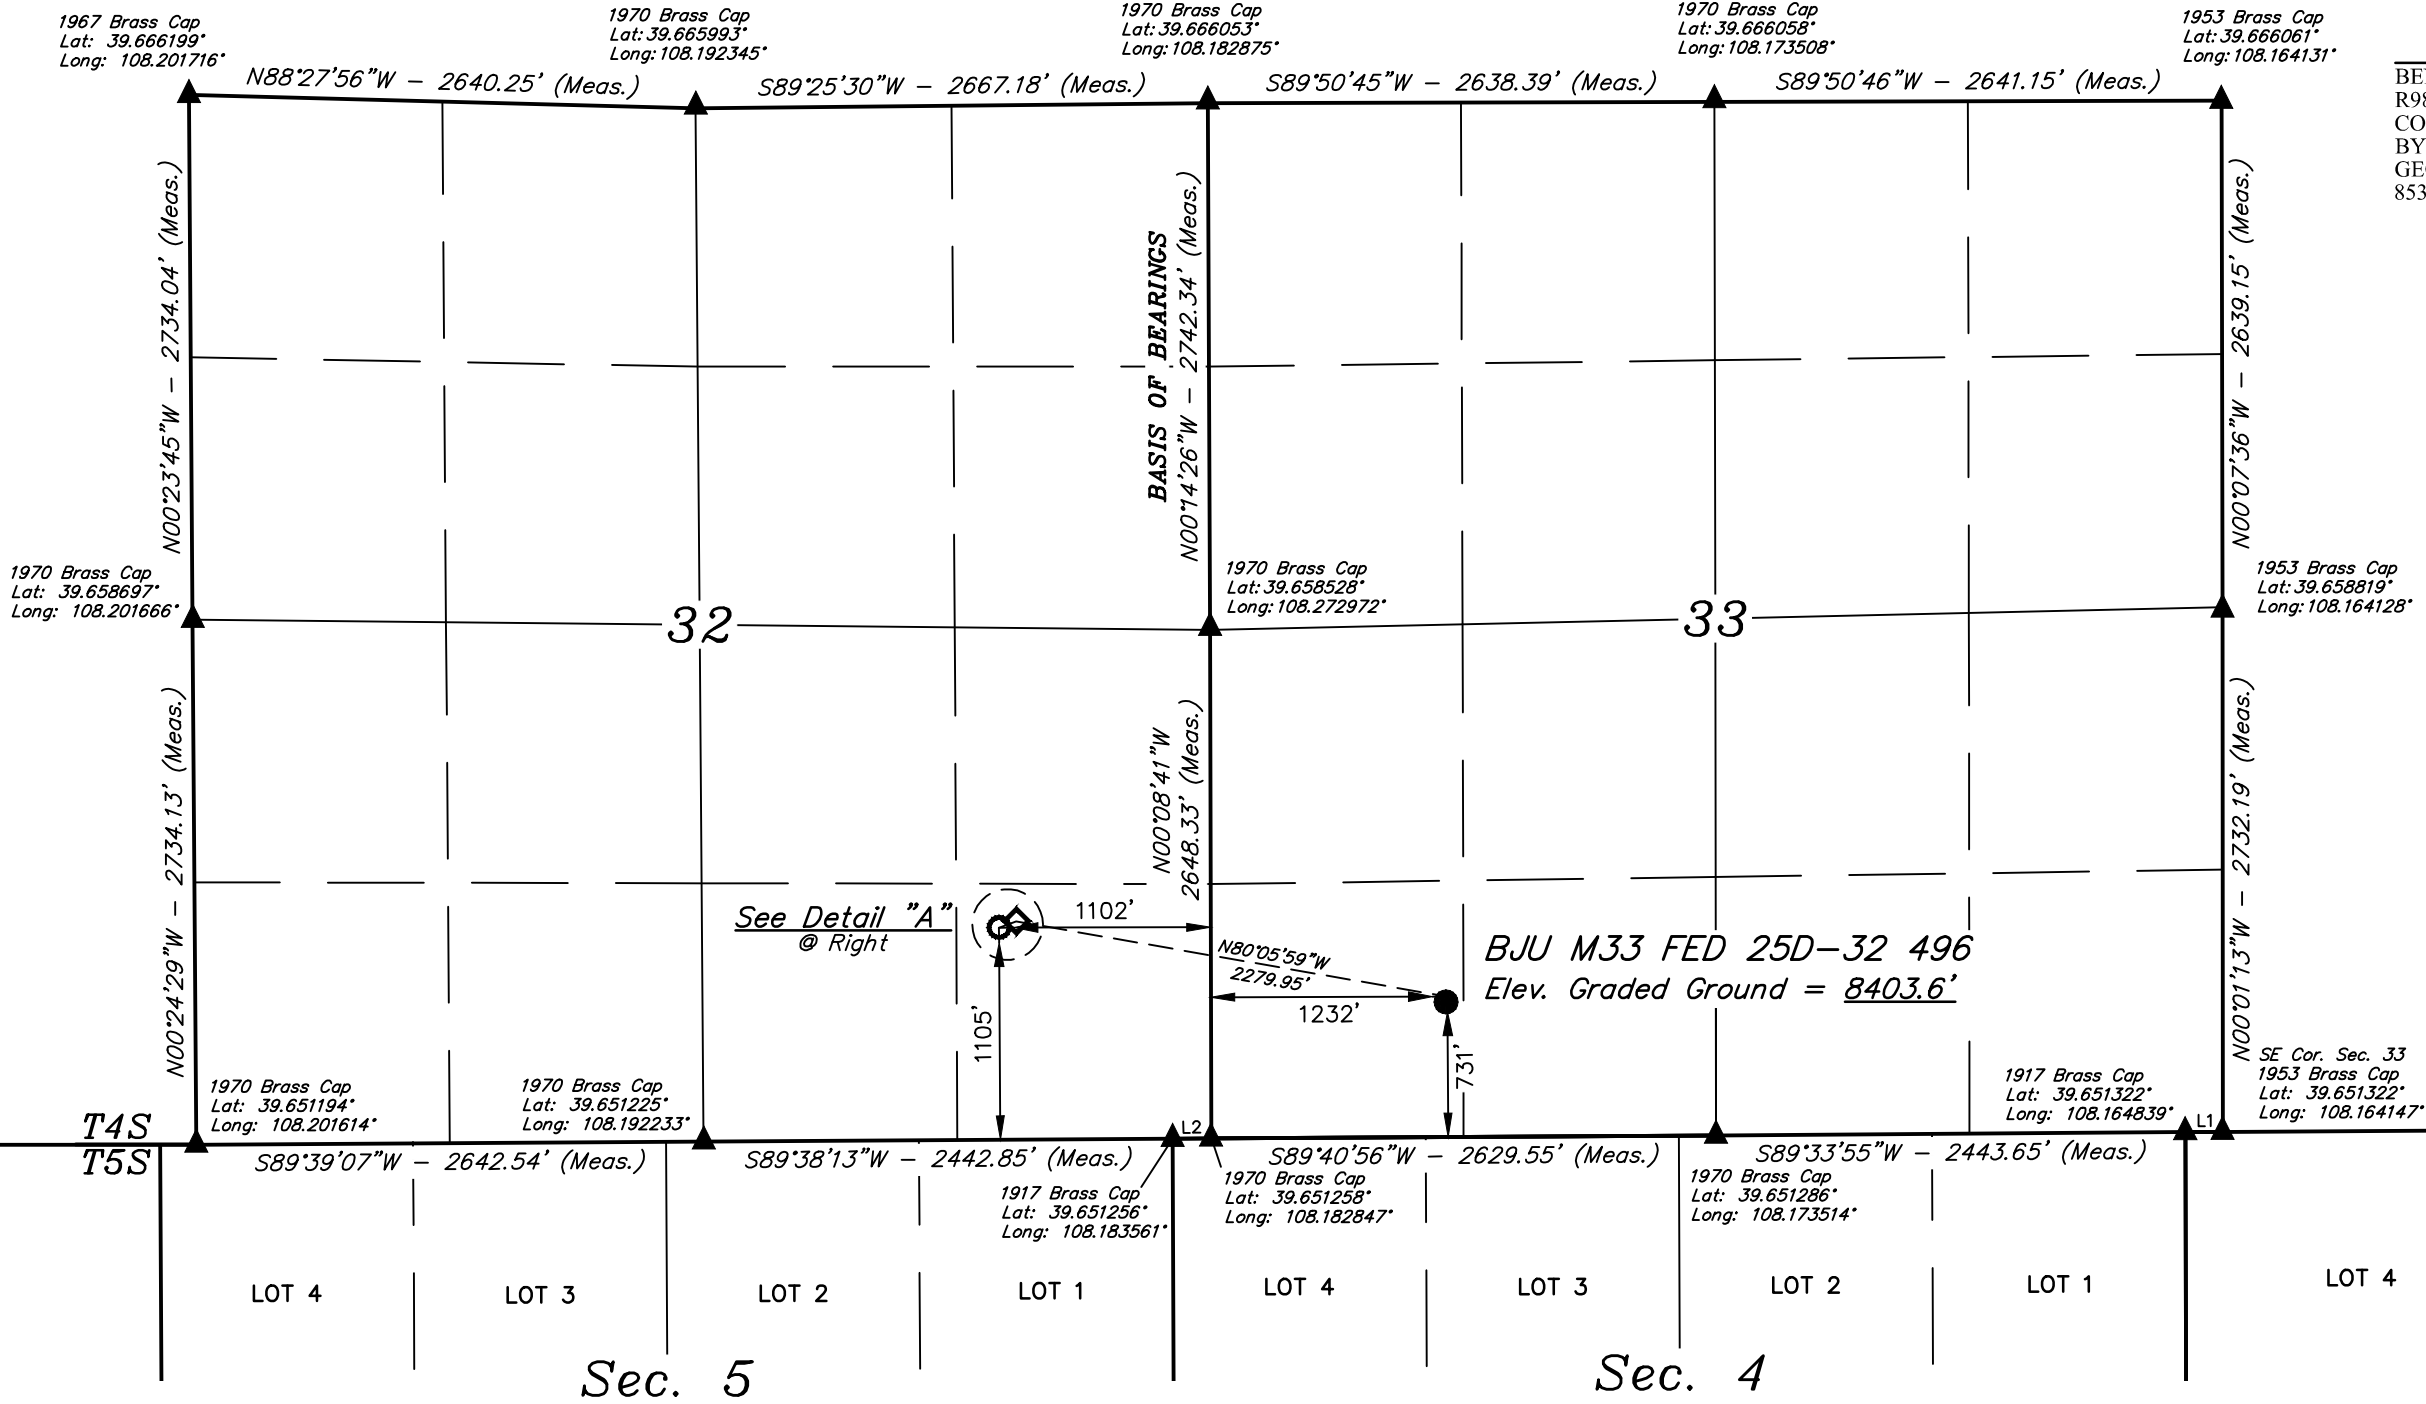 1967 Brass Cap
Lat: 39.666199°
Long: 108.201716°
1970 Brass Cap
Lat: 39.665993°
Long: 108.192345°
1970 Brass Cap
Lat: 39.666053°
Long: 108.182875°
1970 Brass Cap
Lat: 39.666058°
Long: 108.173508°
1953 Brass Cap
Lat: 39.666061°
Long: 108.164131°
N88°27'56"W - 2640.25' (Meas.)
S89°25'30"W - 2667.18' (Meas.)
S89°50'45"W - 2638.39' (Meas.)
S89°50'46"W - 2641.15' (Meas.)
R98
CO
BY
853
N00°23'45"W - 2734.04' (Meas.)
BASIS OF BEARINGS
N00°14'26"W - 2742.34' (Meas.)
N00°07'36"W - 2639.15' (Meas.)
1970 Brass Cap
Lat: 39.658697°
Long: 108.201666°
32
1970 Brass Cap
Lat: 39.658528°
Long: 108.272972°
33
1953 Brass Cap
Lat: 39.658819°
Long: 108.164128°
N00°24'29"W - 2734.13' (Meas.)
N00°08'41"W
2648.33' (Meas.)
N00°01'13"W - 2732.19' (Meas.)
See Detail "A"
@ Right
1102'
1105'
N80°05'59"W
2279.95'
1232'
731'
BJU M33 FED 25D-32 496
Elev. Graded Ground = 8403.6'
T4S
T5S
1970 Brass Cap
Lat: 39.651194°
Long: 108.201614°
1970 Brass Cap
Lat: 39.651225°
Long: 108.192233°
L2
1917 Brass Cap
Lat: 39.651322°
Long: 108.164839°
L1
SE Cor. Sec. 33
1953 Brass Cap
Lat: 39.651322°
Long: 108.164147°
S89°39'07"W - 2642.54' (Meas.)
S89°38'13"W - 2442.85' (Meas.)
S89°40'56"W - 2629.55' (Meas.)
S89°33'55"W - 2443.65' (Meas.)
1917 Brass Cap
Lat: 39.651256°
Long: 108.183561°
1970 Brass Cap
Lat: 39.651258°
Long: 108.182847°
1970 Brass Cap
Lat: 39.651286°
Long: 108.173514°
LOT 4
LOT 3
LOT 2
LOT 1
LOT 4
LOT 3
LOT 2
LOT 1
LOT 4
Sec. 5
Sec. 4